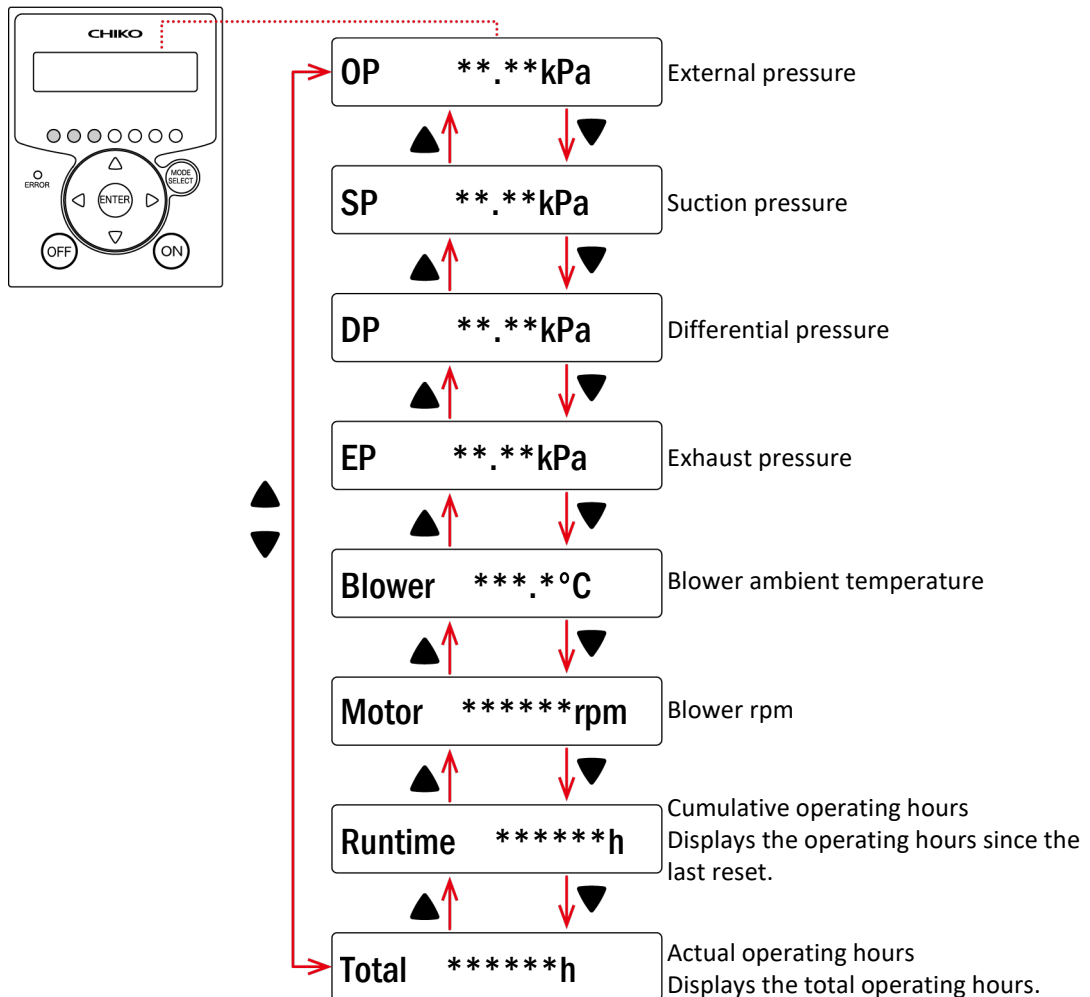 CHIKO
ERROR
MODE
SELECT
ENTER
OFF
ON
OP **.**kPa
External pressure
SP **.**kPa
Suction pressure
DP **.**kPa
Differential pressure
EP **.**kPa
Exhaust pressure
Blower ***.*°C
Blower ambient temperature
Motor ******rpm
Blower rpm
Runtime ******h
Cumulative operating hours
Displays the operating hours since the
last reset.
Total ******h
Actual operating hours
Displays the total operating hours.